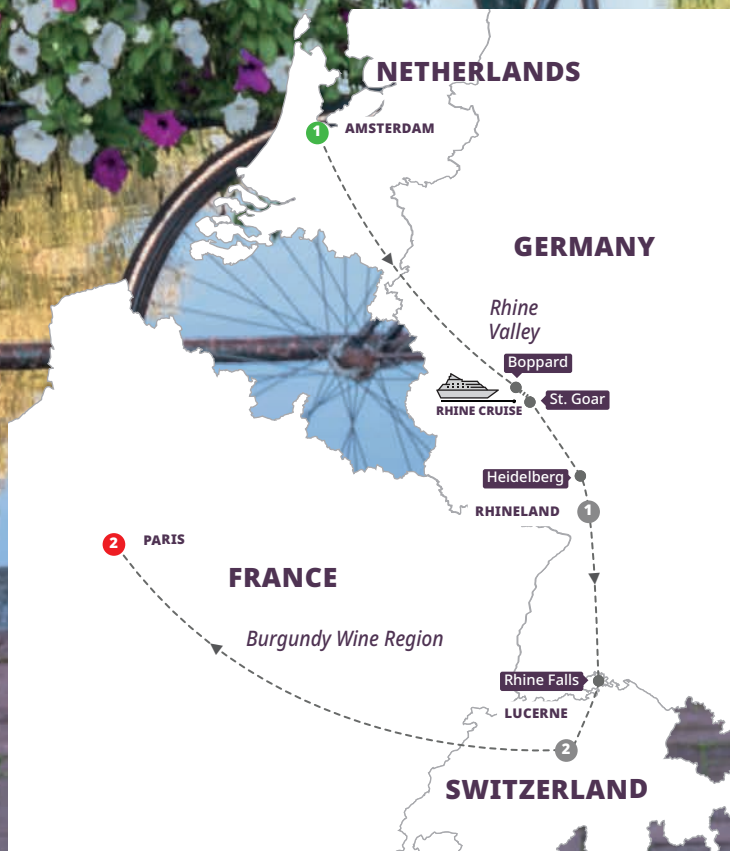 NETHERLANDS
1
AMSTERDAM
GERMANY
Rhine
Valley
Boppard
St. Goar
RHINE CRUISE
Heidelberg
RHINELAND
1
2
PARIS
FRANCE
Burgundy Wine Region
Rhine Falls
LUCERNE
2
SWITZERLAND